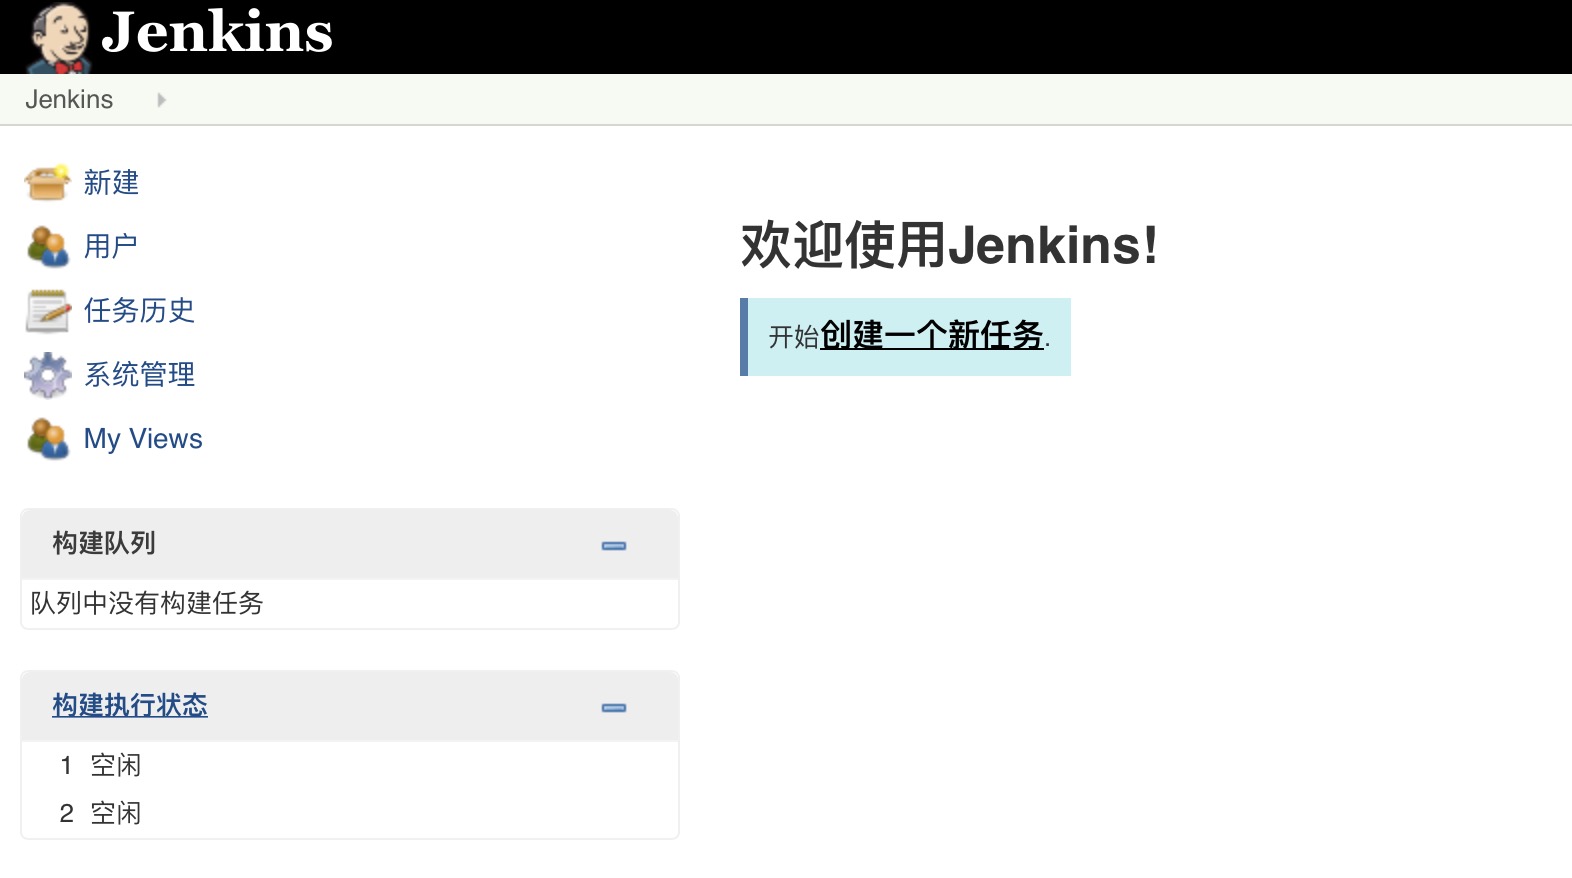 Jenkins
Jenkins
新建
用户
任务历史
系统管理
My Views
构建队列
队列中没有构建任务
构建执行状态
1 空闲
2 空闲
欢迎使用Jenkins!
开始创建一个新任务.